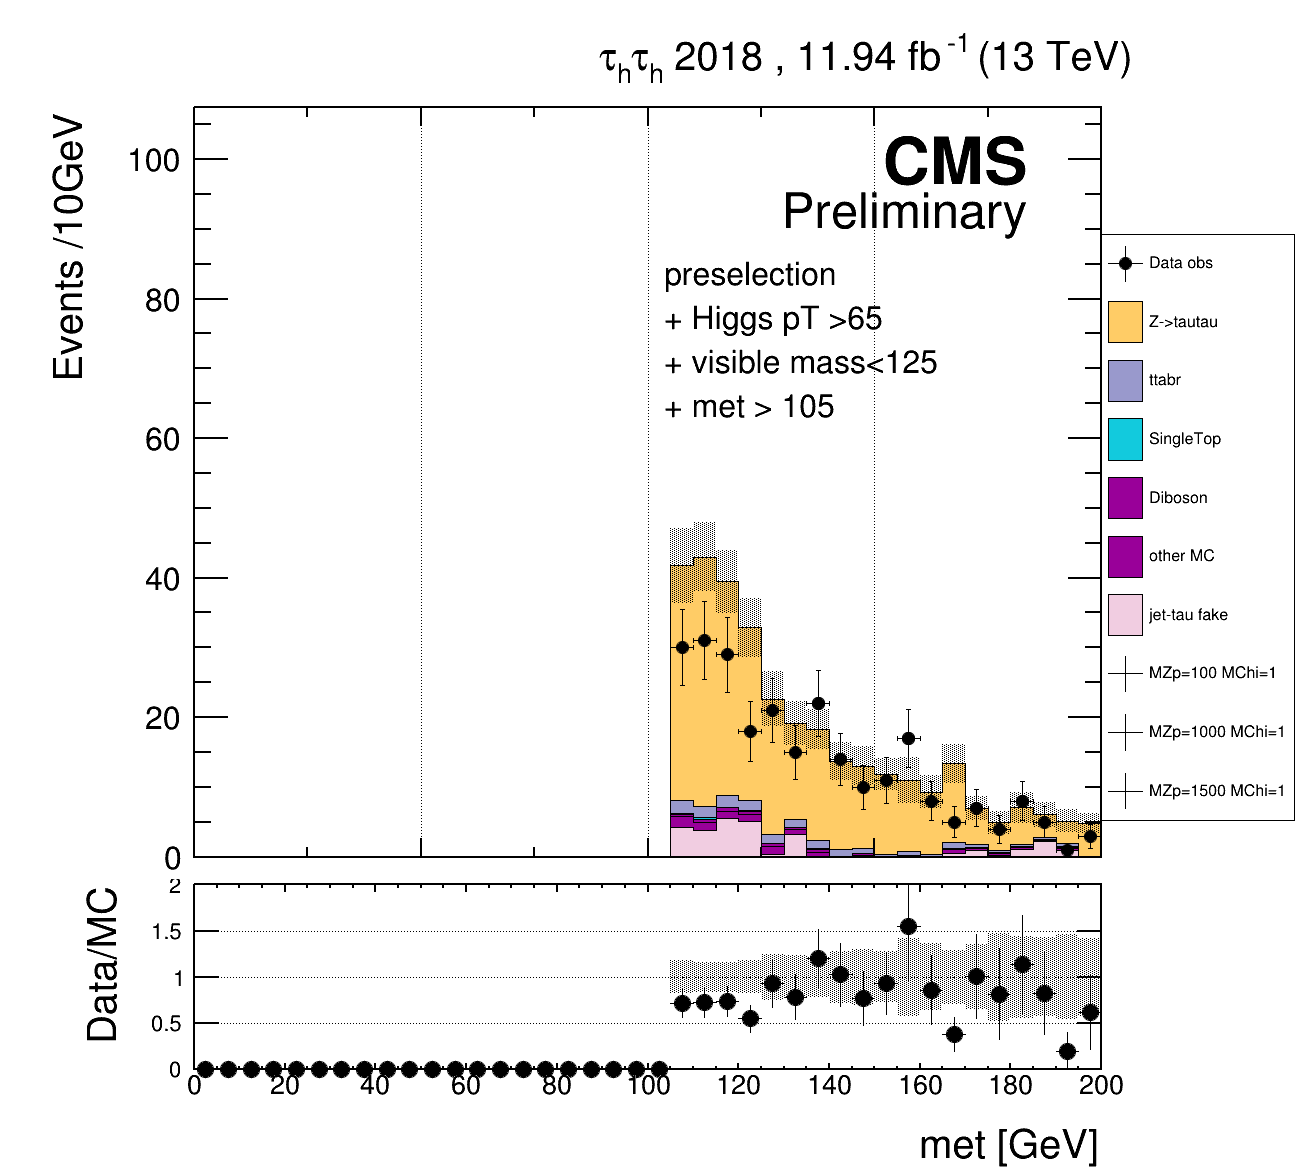 τhτh 2018 , 11.94 fb-1 (13 TeV)
Events /10GeV
100
80
60
40
20
0
CMS
Preliminary
preselection
+ Higgs pT >65
+ visible mass<125
+ met > 105
Data obs
Z->tautau
ttabr
SingleTop
Diboson
other MC
jet-tau fake
MZp=100 MChi=1
MZp=1000 MChi=1
MZp=1500 MChi=1
Data/MC
2
1.5
1
0.5
0
0 20 40 60 80 100 120 140 160 180 200
met [GeV]